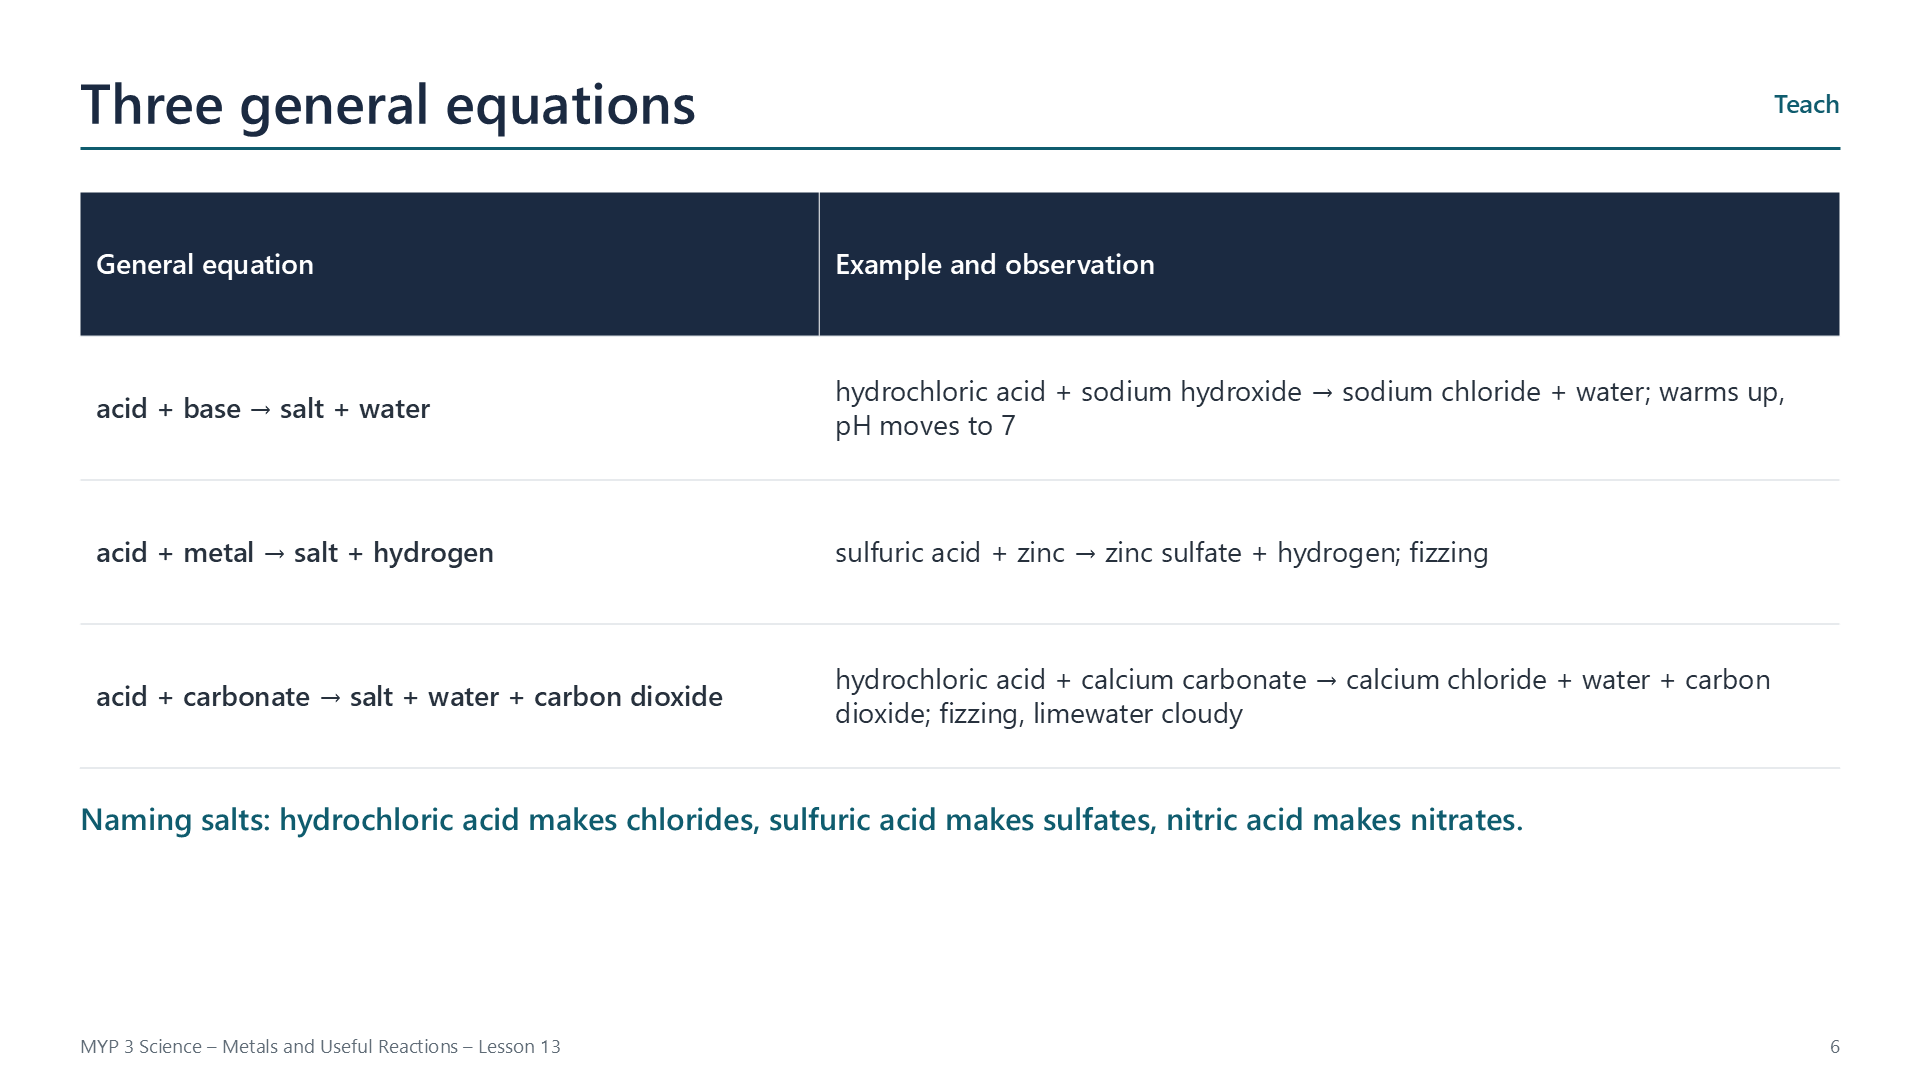 Three general equations
Teach
General equation
Example and observation
acid + base → salt + water
hydrochloric acid + sodium hydroxide → sodium chloride + water; warms up,
pH moves to 7
acid + metal → salt + hydrogen
sulfuric acid + zinc → zinc sulfate + hydrogen; fizzing
acid + carbonate → salt + water + carbon dioxide
hydrochloric acid + calcium carbonate → calcium chloride + water + carbon
dioxide; fizzing, limewater cloudy
Naming salts: hydrochloric acid makes chlorides, sulfuric acid makes sulfates, nitric acid makes nitrates.
MYP 3 Science – Metals and Useful Reactions – Lesson 13
6